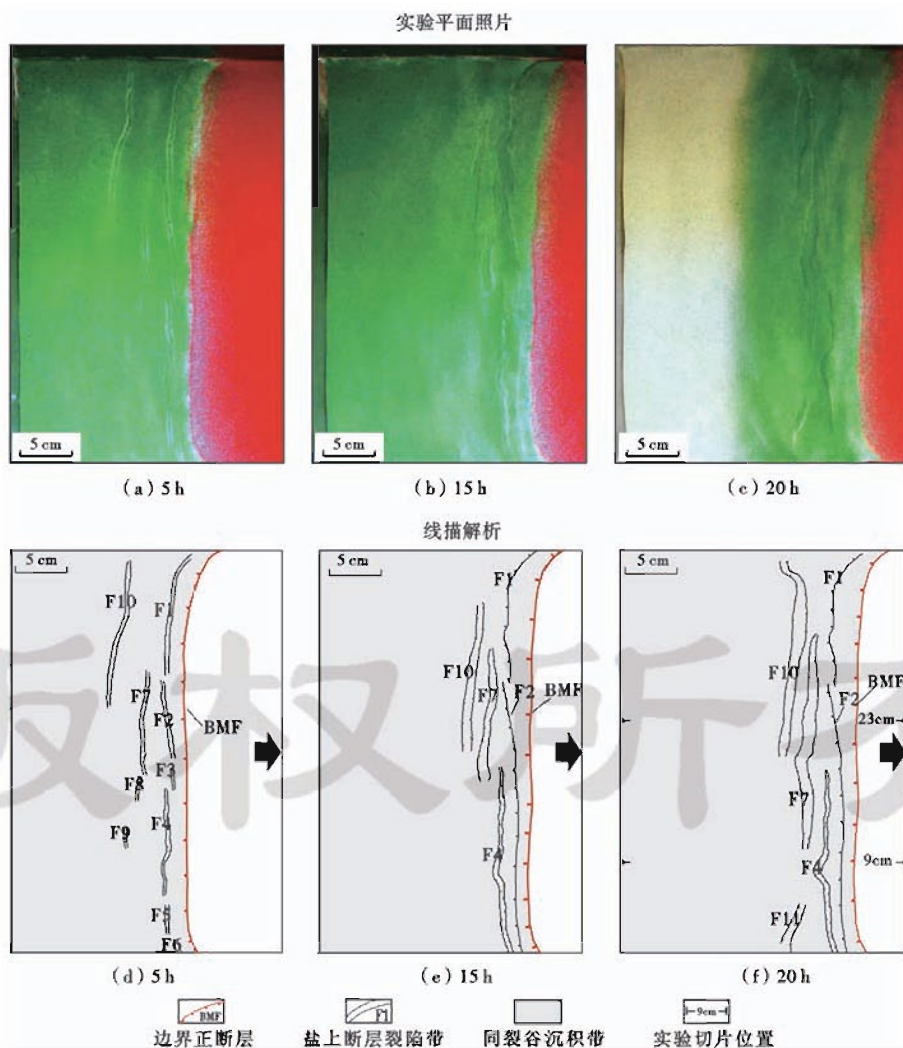 实验平面照片
5 cm
5 cm
5 cm
(a) 5 h
(b) 15 h
(c) 20 h
线描解析
5 cm
F10
F1
F7
F2
BMF
F3
F8
F4
F9
F5
F6
5 cm
F1
F10
F7
F2
BMF
F4
5 cm
F1
F10
BMF
F2
23cm
F7
9cm
F4
F11
(d) 5 h
(e) 15 h
(f) 20 h
BMF
F1
9cm
边界正断层
盐上断层裂陷带
同裂谷沉积带
实验切片位置
版权所